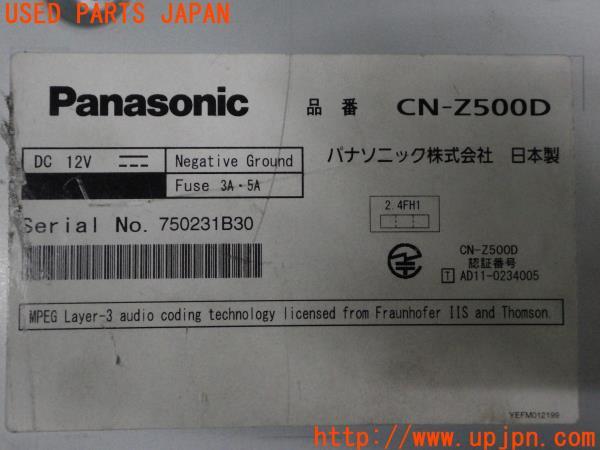 USED PARTS JAPAN
Panasonic 品番 CN-Z500D
DC 12V Negative Ground
Fuse 3A・5A
パナソニック株式会社 日本製
Serial No. 750231B30
2.4FH1
CN-Z500D
認証番号
T AD11-0234005
MPEG Layer-3 audio coding technology licensed from Fraunhofer IIS and Thomson.
YEFM012199
http://www.upjpn.com/